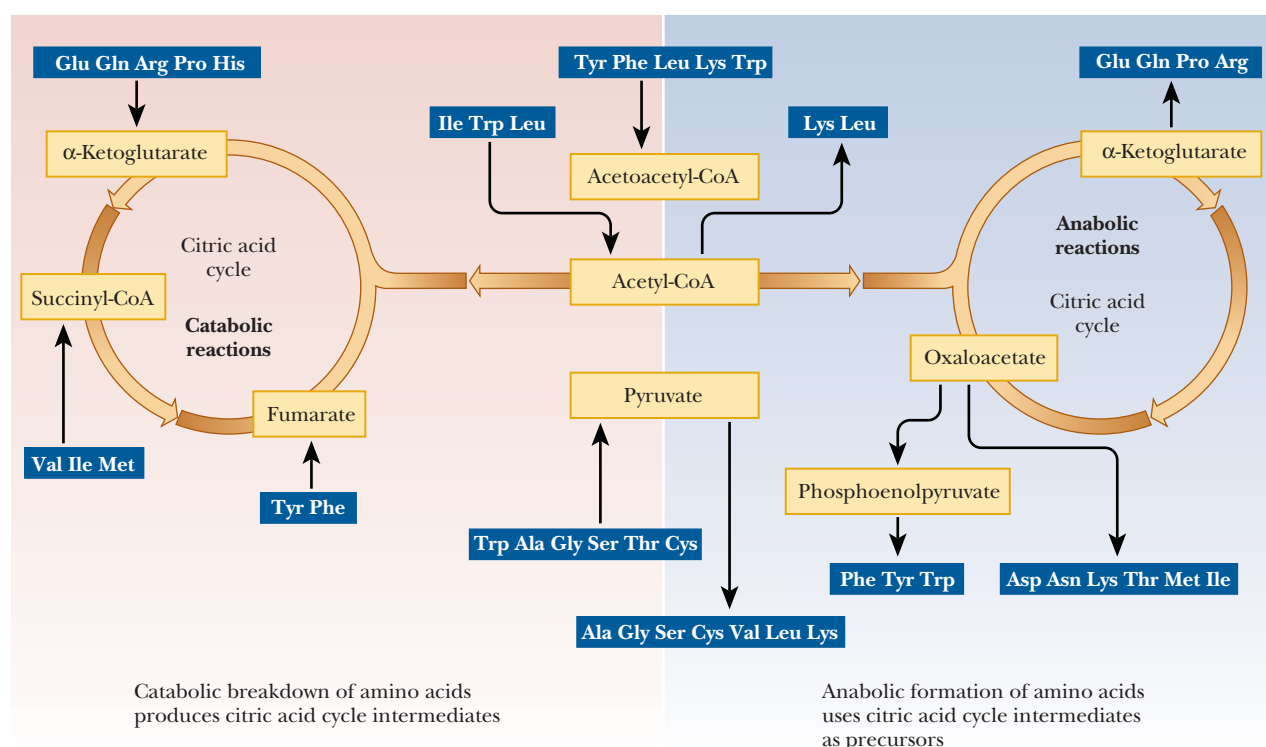 Glu Gln Arg Pro His
Tyr Phe Leu Lys Trp
Glu Gln Pro Arg
Ile Trp Leu
Lys Leu
α-Ketoglutarate
α-Ketoglutarate
Acetoacetyl-CoA
Citric acid
cycle
Anabolic
reactions
Succinyl-CoA
Acetyl-CoA
Catabolic
reactions
Citric acid
cycle
Oxaloacetate
Fumarate
Pyruvate
Val Ile Met
Phosphoenolpyruvate
Tyr Phe
Trp Ala Gly Ser Thr Cys
Phe Tyr Trp
Asp Asn Lys Thr Met Ile
Ala Gly Ser Cys Val Leu Lys
Catabolic breakdown of amino acids
produces citric acid cycle intermediates
Anabolic formation of amino acids
uses citric acid cycle intermediates
as precursors